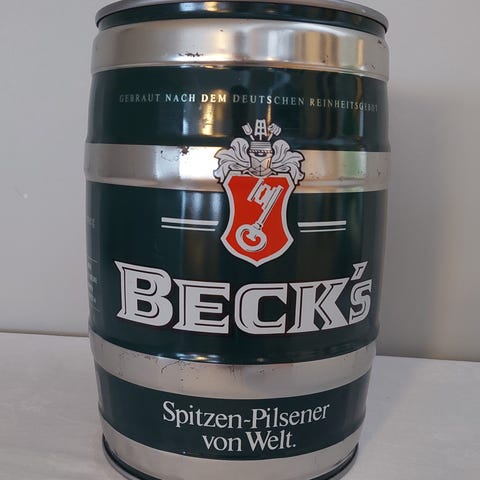 GEBRAUT NACH DEM DEUTSCHEN REINHEITSGEBOT
BECK'S
Spitzen-Pilsener
von Welt.